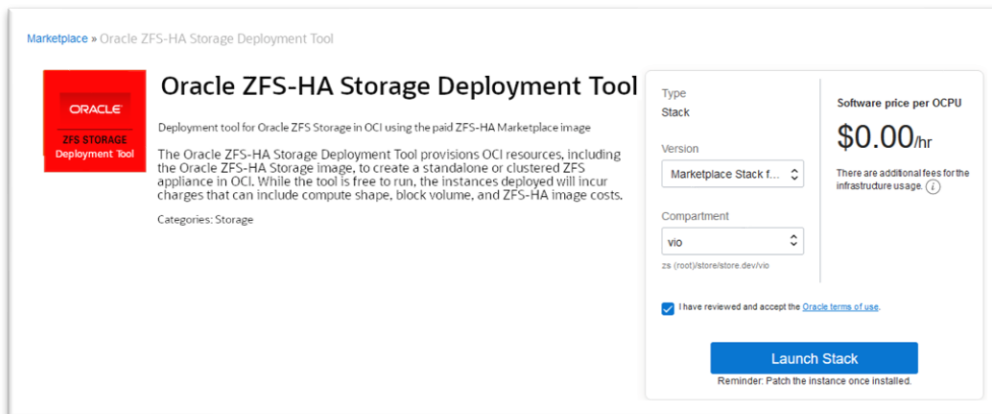 Marketplace » Oracle ZFS-HA Storage Deployment Tool
ORACLE
ZFS STORAGE
Deployment Tool
Oracle ZFS-HA Storage Deployment Tool
Deployment tool for Oracle ZFS Storage in OCI using the paid ZFS-HA Marketplace image
The Oracle ZFS-HA Storage Deployment Tool provisions OCI resources, including
the Oracle ZFS-HA Storage image, to create a standalone or clustered ZFS
appliance in OCI. While the tool is free to run, the instances deployed will incur
charges that can include compute shape, block volume, and ZFS-HA image costs.
Categories: Storage
Type
Stack
Version
Marketplace Stack f...
Compartment
vio
zs (root)/store/store.dev/vio
Software price per OCPU
$0.00/hr
There are additional fees for the
infrastructure usage. i
I have reviewed and accept the Oracle terms of use.
Launch Stack
Reminder: Patch the instance once installed.